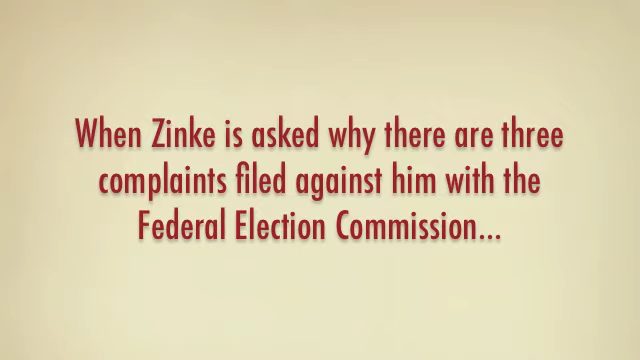 When Zinke is asked why there are three
complaints filed against him with the
Federal Election Commission...